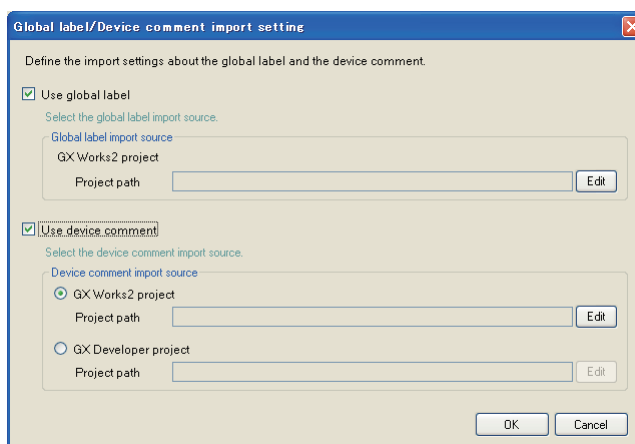 Global label/Device comment import setting
Define the import settings about the global label and the device comment.
Use global label
Select the global label import source.
Global label import source
GX Works2 project
Project path
Edit
Use device comment
Select the device comment import source.
Device comment import source
GX Works2 project
Project path
Edit
GX Developer project
Project path
Edit
OK
Cancel